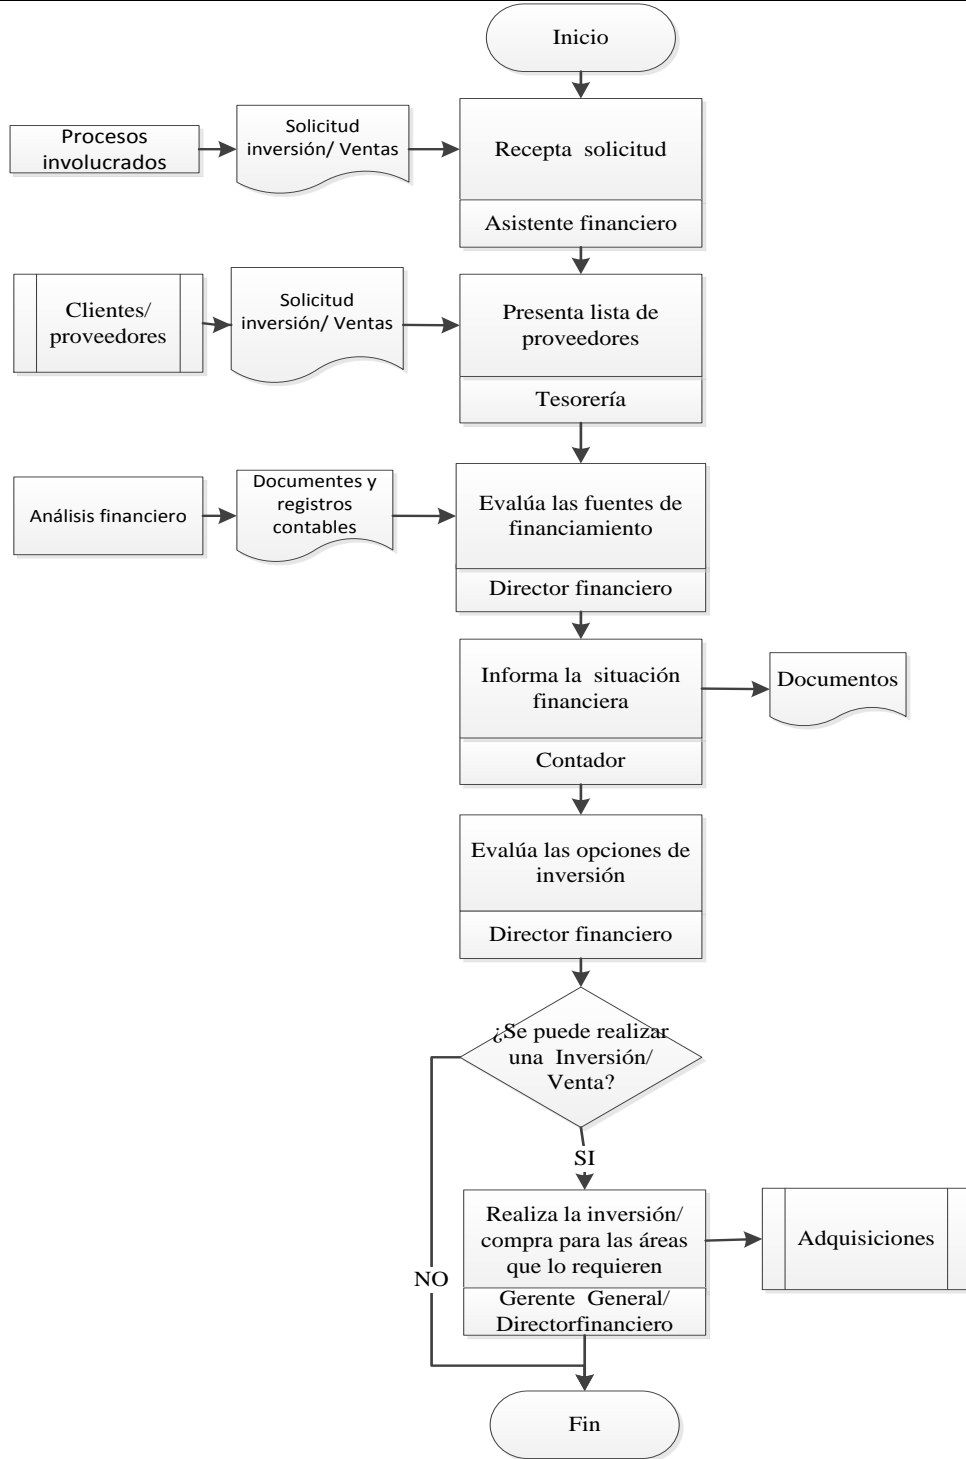 Inicio
Procesos
involucrados
Solicitud
inversión/ Ventas
Recepta solicitud
Asistente financiero
Clientes/
proveedores
Solicitud
inversión/ Ventas
Presenta lista de
proveedores
Tesorería
Análisis financiero
Documentes y
registros
contables
Evalúa las fuentes de
financiamiento
Director financiero
Informa la situación
financiera
Contador
Documentos
Evalúa las opciones de
inversión
Director financiero
¿Se puede realizar
una Inversión/
Venta?
SI
NO
Realiza la inversión/
compra para las áreas
que lo requieren
Gerente General/
Directorfinanciero
Adquisiciones
Fin